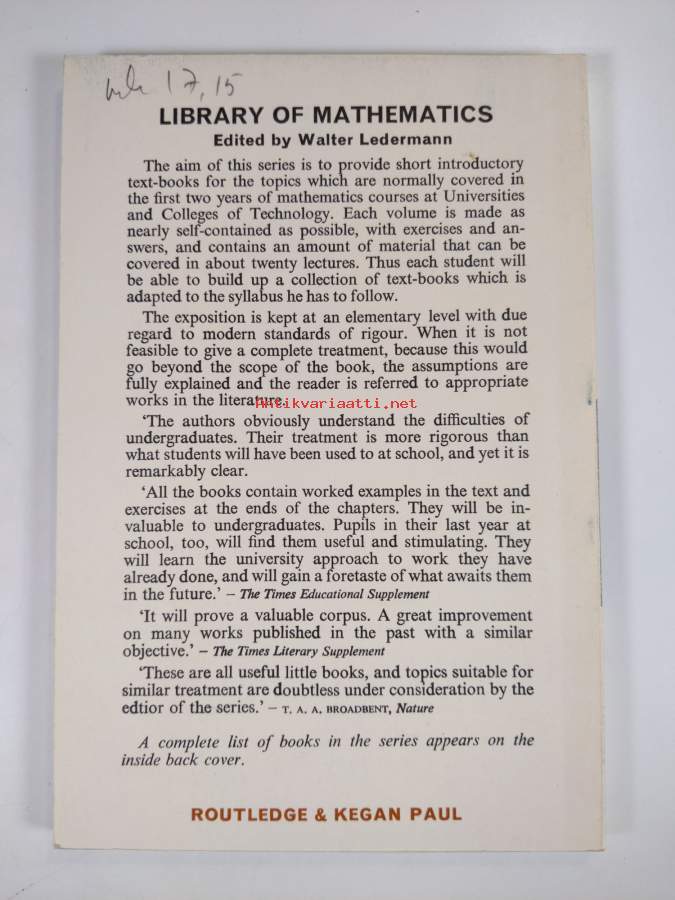 17,15
LIBRARY OF MATHEMATICS
Edited by Walter Ledermann
The aim of this series is to provide short introductory
text-books for the topics which are normally covered in
the first two years of mathematics courses at Universities
and Colleges of Technology. Each volume is made as
nearly self-contained as possible, with exercises and an-
swers, and contains an amount of material that can be
covered in about twenty lectures. Thus each student will
be able to build up a collection of text-books which is
adapted to the syllabus he has to follow.
The exposition is kept at an elementary level with due
regard to modern standards of rigour. When it is not
feasible to give a complete treatment, because this would
go beyond the scope of the book, the assumptions are
fully explained and the reader is referred to appropriate
works in the literature.
Antikvariaatti.net
‘The authors obviously understand the difficulties of
undergraduates. Their treatment is more rigorous than
what students will have been used to at school, and yet it is
remarkably clear.
‘All the books contain worked examples in the text and
exercises at the ends of the chapters. They will be in-
valuable to undergraduates. Pupils in their last year at
school, too, will find them useful and stimulating. They
will learn the university approach to work they have
already done, and will gain a foretaste of what awaits them
in the future.’ – The Times Educational Supplement
‘It will prove a valuable corpus. A great improvement
on many works published in the past with a similar
objective.’ – The Times Literary Supplement
‘These are all useful little books, and topics suitable for
similar treatment are doubtless under consideration by the
edtior of the series.’ – T. A. A. BROADBENT, Nature
A complete list of books in the series appears on the
inside back cover.
ROUTLEDGE & KEGAN PAUL